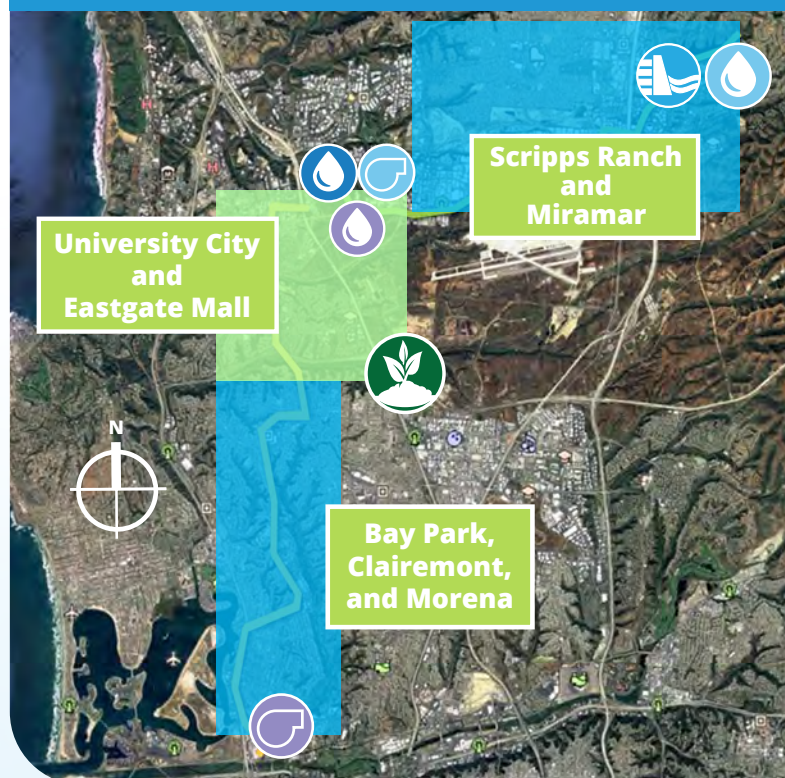 Scripps Ranch
and
Miramar
University City
and
Eastgate Mall
N
Bay Park,
Clairemont,
and Morena
H
H